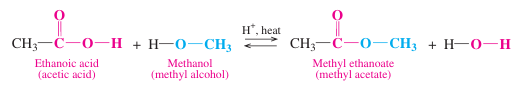 O O
H⁺, heat
CH₃—C—O—H + H—O—CH₃ ⇌ CH₃—C—O—CH₃ + H—O—H
Ethanoic acid Methanol Methyl ethanoate
(acetic acid) (methyl alcohol) (methyl acetate)